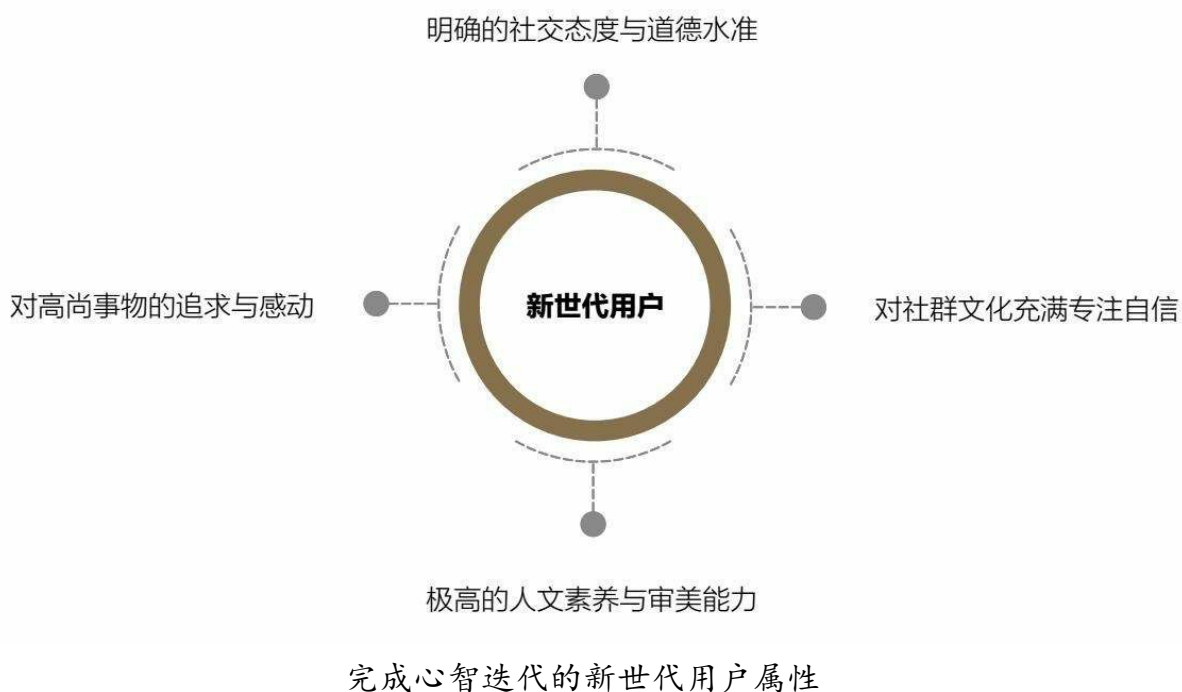 明确的社交态度与道德水准
对高尚事物的追求与感动
新世代用户
对社群文化充满专注自信
极高的人文素养与审美能力
完成心智迭代的新世代用户属性